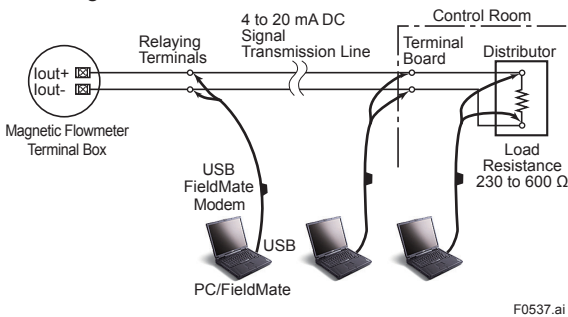 4 to 20 mA DC
Signal
Transmission Line
Control Room
Relaying
Terminals
Terminal
Board
Distributor
Iout+
Iout-
Magnetic Flowmeter
Terminal Box
Load
Resistance
230 to 600 Ω
USB
FieldMate
Modem
USB
PC/FieldMate
F0537.ai